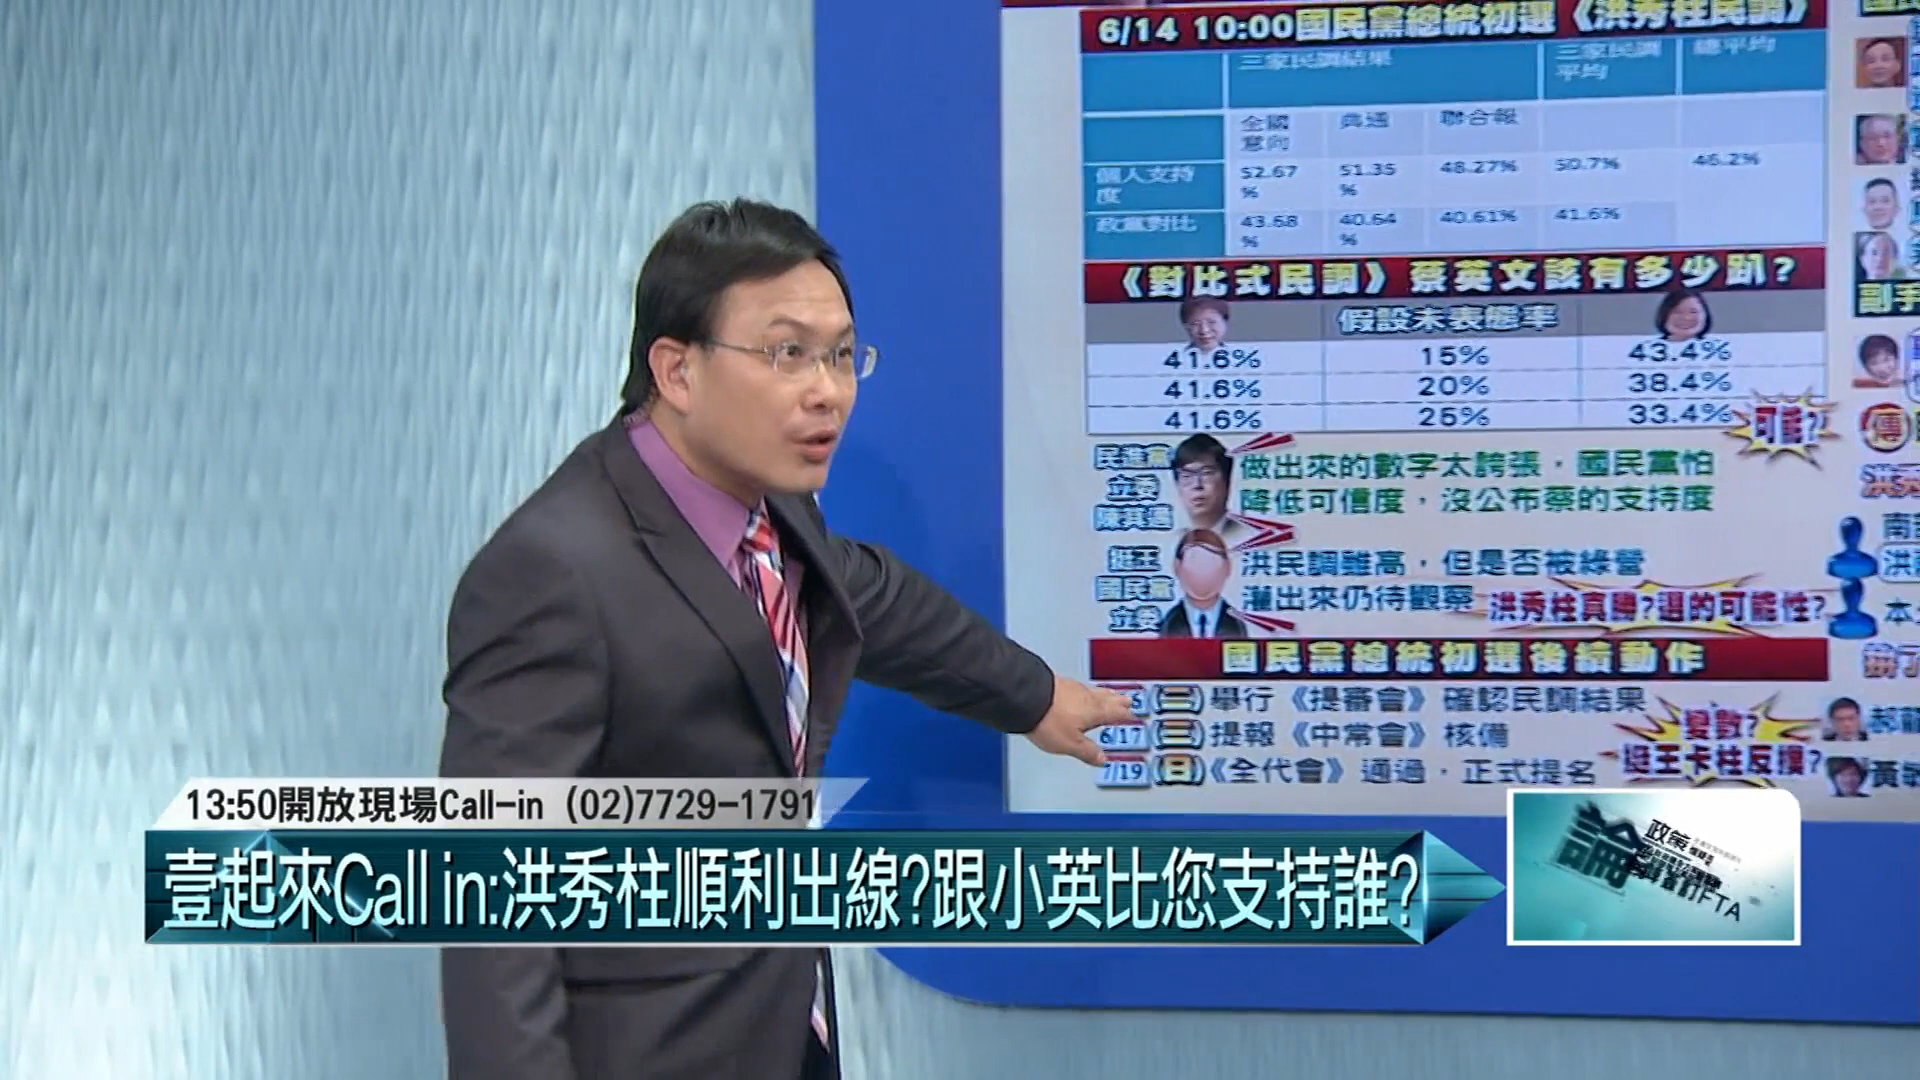 6/14 10:00國民黨總統初選《洪秀柱民調》
三家民調結果
三家民調
平均
總平均
全國
意向
典通
聯合報
個人支持
度
52.67
%
51.35
%
48.27%
50.7%
46.2%
政黨對比
43.68
%
40.64
%
40.61%
41.6%
《對比式民調》蔡英文該有多少趴?
假設未表態率
41.6% 15% 43.4%
41.6% 20% 38.4%
41.6% 25% 33.4%
可能?
民進黨
立委
陳其邁
做出來的數字太誇張,國民黨怕
降低可信度,沒公布蔡的支持度
挺王
國民黨
立委
洪民調雖高,但是否被綠營
灌出來仍待觀察
洪秀柱真勝?退的可能性?
國民黨總統初選後續動作
(二)舉行《提審會》確認民調結果
6/17(三)提報《中常會》核備
7/19(日)《全代會》通過,正式提名
變數?
挺王卡柱反撲?
副手
傳
13:50開放現場Call-in (02)7729-1791
壹起來Call in:洪秀柱順利出線?跟小英比您支持誰?
政策
論
FTA